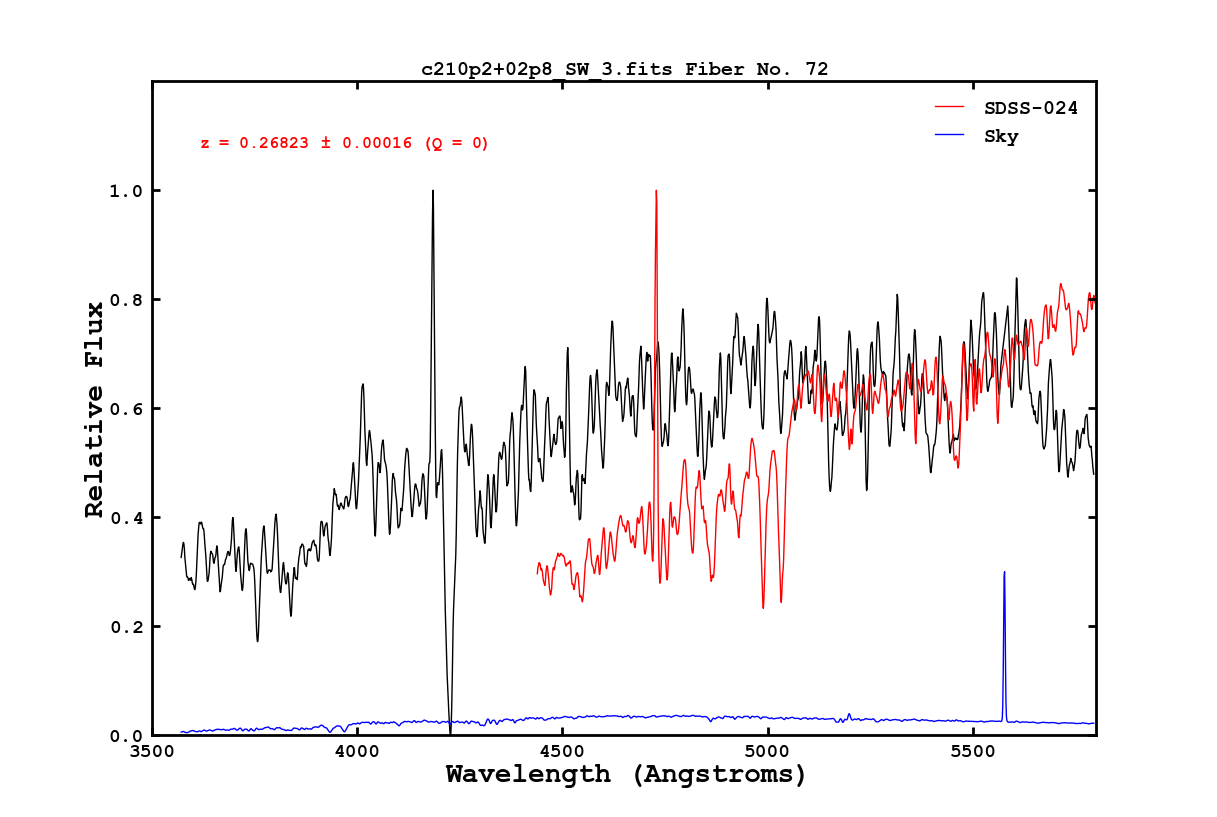 c210p2+02p8_SW_3.fits Fiber No. 72
SDSS-024
Sky
z = 0.26823 ± 0.00016 (Q = 0)
1.0
0.8
0.6
0.4
0.2
0.0
Relative Flux
3500 4000 4500 5000 5500
Wavelength (Angstroms)